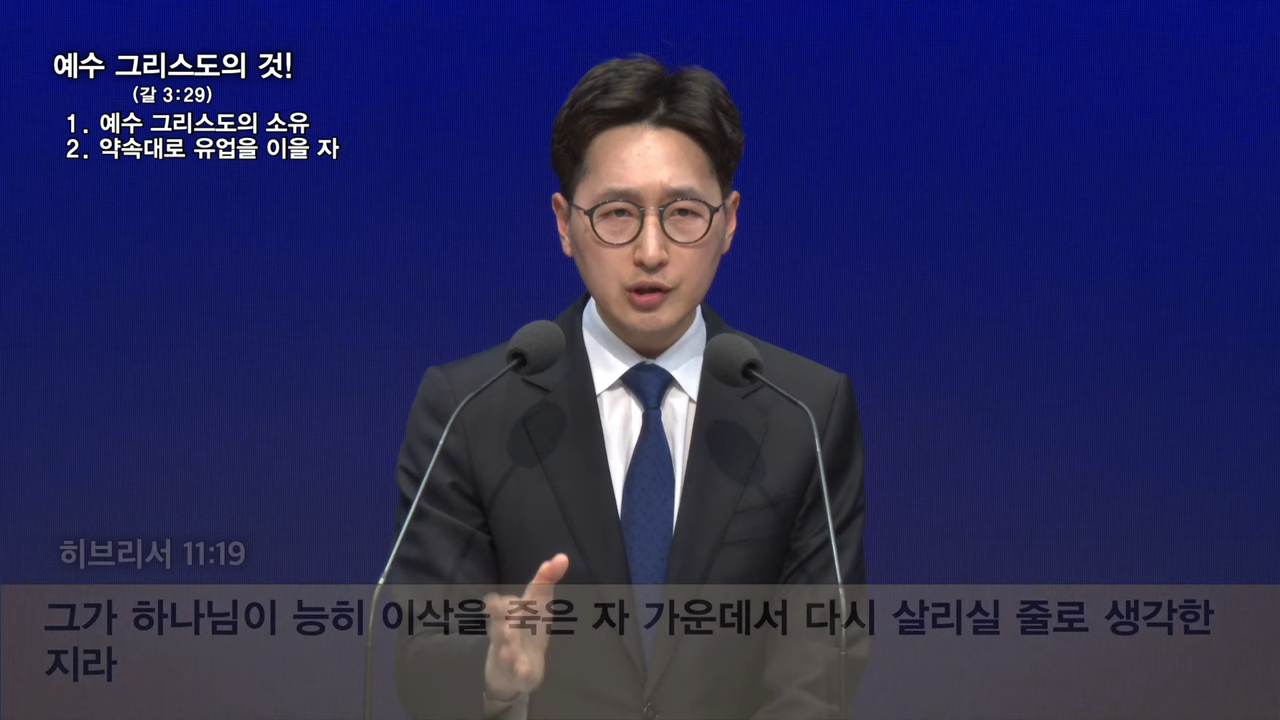 예수 그리스도의 것!
(갈 3:29)
1. 예수 그리스도의 소유
2. 약속대로 유업을 이을 자
히브리서 11:19
그가 하나님이 능히 이삭을 죽은 자 가운데서 다시 살리실 줄로 생각한
지라